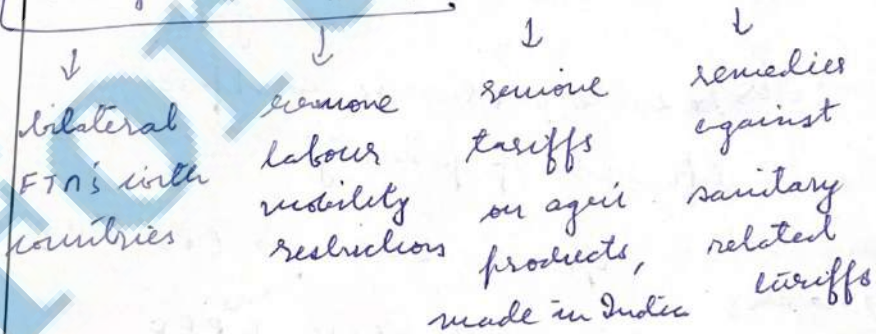 bilateral
FTA's with
countries
remove
labour
mobility
restrictions
remove
tariffs
on agri
products,
made in India
remedies
against
sanitary
related
tariffs